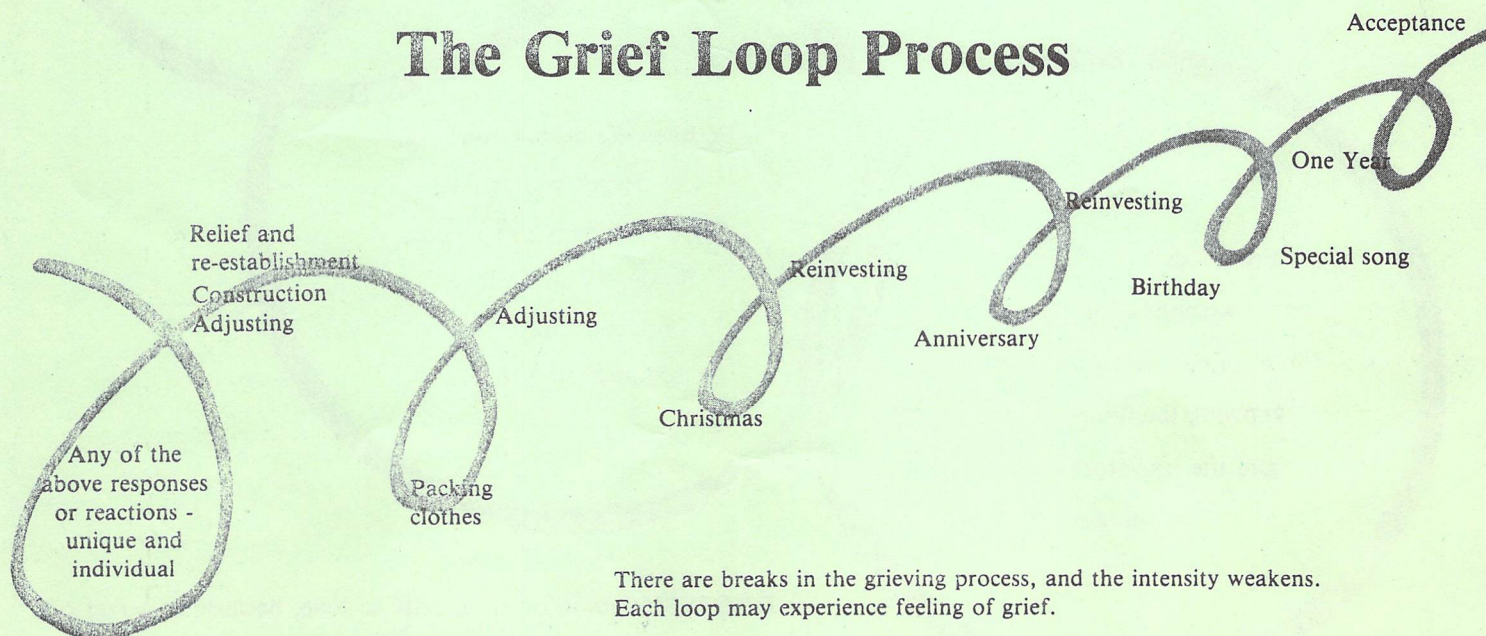 The Grief Loop Process
Acceptance
One Year
Reinvesting
Special song
Birthday
Relief and
re-establishment
Construction
Adjusting
Reinvesting
Adjusting
Anniversary
Christmas
Any of the
above responses
or reactions -
unique and
individual
Packing
clothes
There are breaks in the grieving process, and the intensity weakens.
Each loop may experience feeling of grief.